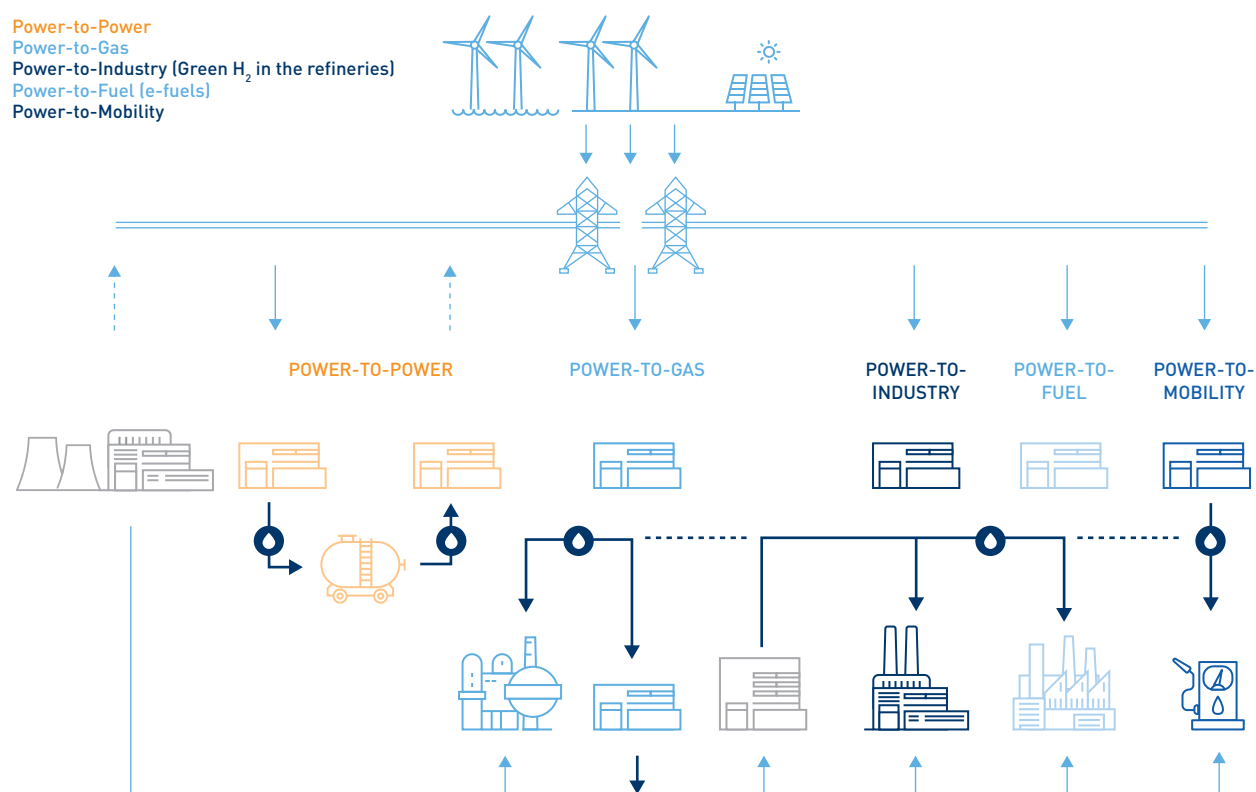 Power-to-Power
Power-to-Gas
Power-to-Industry (Green H₂ in the refineries)
Power-to-Fuel (e-fuels)
Power-to-Mobility
POWER-TO-POWER
POWER-TO-GAS
POWER-TO-
INDUSTRY
POWER-TO-
FUEL
POWER-TO-
MOBILITY